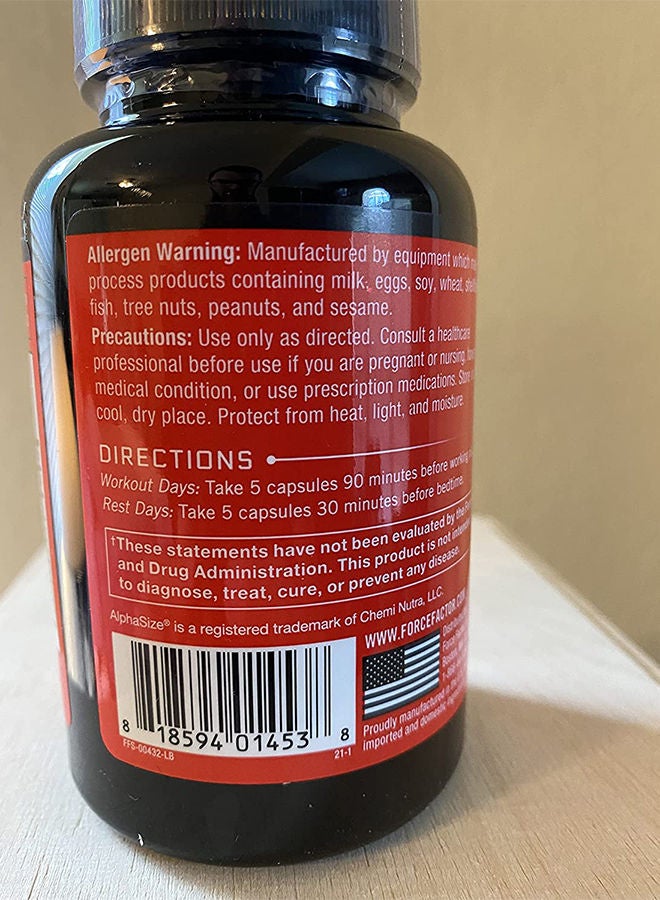 Allergen Warning: Manufactured by equipment which
process products containing milk, eggs, soy, wheat,
fish, tree nuts, peanuts, and sesame.
Precautions: Use only as directed. Consult a healthcare
professional before use if you are pregnant or nursing,
medical condition, or use prescription medications. Store
cool, dry place. Protect from heat, light, and moisture.
DIRECTIONS
Workout Days: Take 5 capsules 90 minutes before working
Rest Days: Take 5 capsules 30 minutes before bedtime.
†These statements have not been evaluated by the
and Drug Administration. This product is not
to diagnose, treat, cure, or prevent any disease.
AlphaSize® is a registered trademark of Chemi Nutra, LLC.
WWW.FORCEFACTOR.COM
8 18594 01453 8
FFS-00432-LB 21-1
Proudly manufactured in
imported and domestic